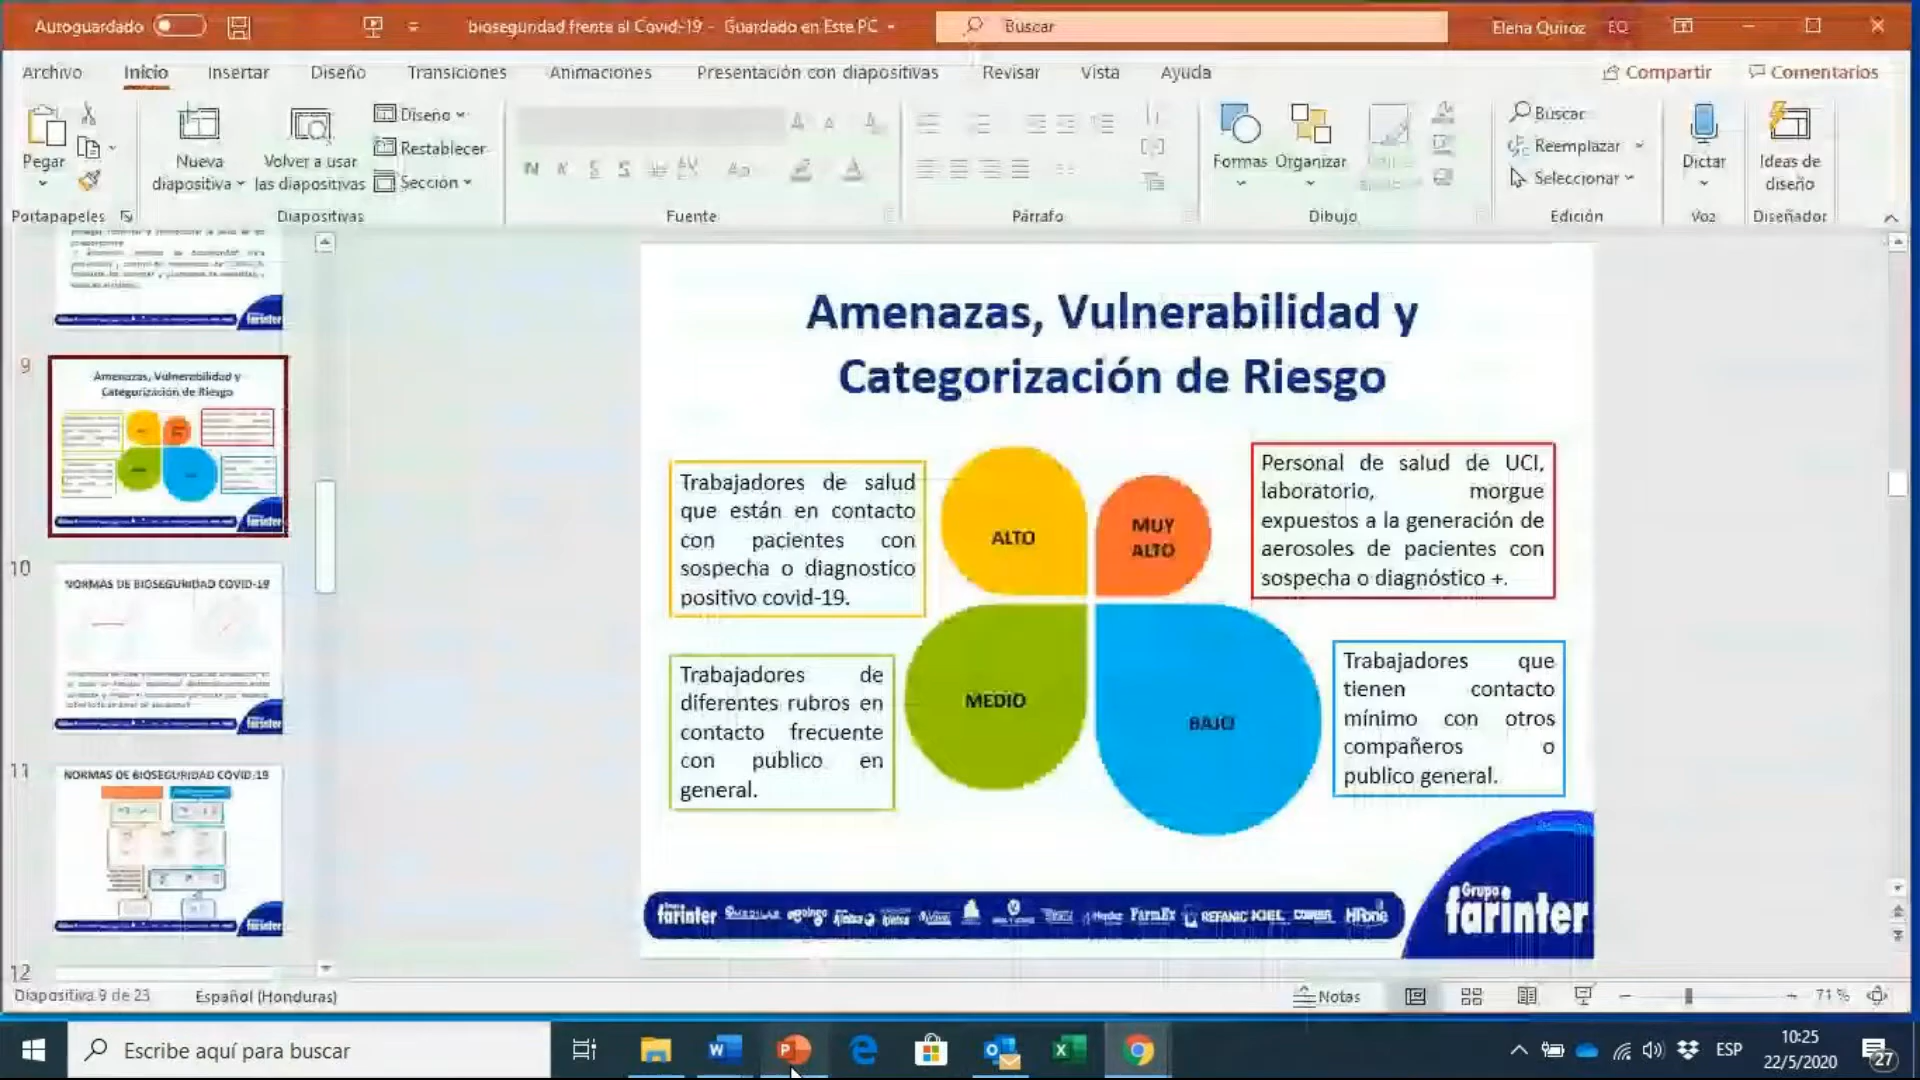 Autoguardado
bioseguridad frente al Covid-19 - Guardado en Este PC
Buscar
Elena Quiroz EQ
Archivo Inicio Insertar Diseño Transiciones Animaciones Presentación con diapositivas Revisar Vista Ayuda Compartir Comentarios
Pegar
Nueva
diapositiva
Volver a usar
las diapositivas
Diseño
Restablecer
Sección
Formas Organizar
Buscar
Reemplazar
Seleccionar
Dictar
Ideas de
diseño
Portapapeles Diapositivas Fuente Párrafo Dibujo Edición Voz Diseñador
9
Amenazas, Vulnerabilidad y
Categorización de Riesgo
farinter
10
NORMAS DE BIOSEGURIDAD COVID-19
farinter
11
NORMAS DE BIOSEGURIDAD COVID-19
farinter
12
Amenazas, Vulnerabilidad y
Categorización de Riesgo
Trabajadores de salud
que están en contacto
con pacientes con
sospecha o diagnostico
positivo covid-19.
ALTO
MUY
ALTO
Personal de salud de UCI,
laboratorio, morgue
expuestos a la generación de
aerosoles de pacientes con
sospecha o diagnóstico +.
Trabajadores de
diferentes rubros en
contacto frecuente
con publico en
general.
MEDIO
BAJO
Trabajadores que
tienen contacto
mínimo con otros
compañeros o
publico general.
farinter FarmEx REFANIC KIEL HPone
Grupo
farinter
Diapositiva 9 de 23 Español (Honduras) Notas 71 %
Escribe aquí para buscar
ESP
10:25
22/5/2020
27